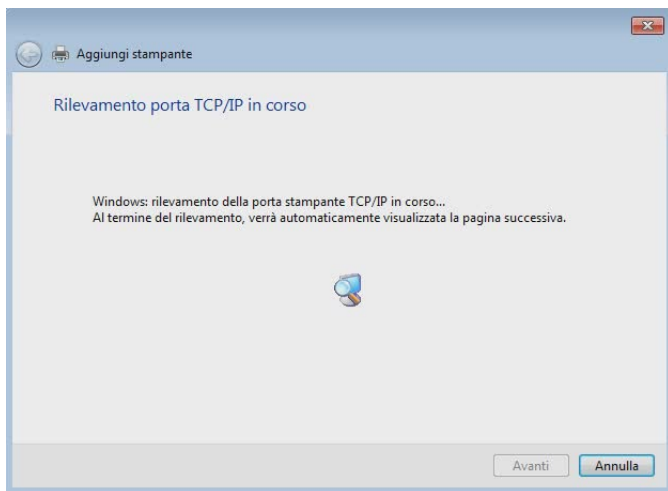 Aggiungi stampante
Rilevamento porta TCP/IP in corso
Windows: rilevamento della porta stampante TCP/IP in corso...
Al termine del rilevamento, verrà automaticamente visualizzata la pagina successiva.
Avanti
Annulla